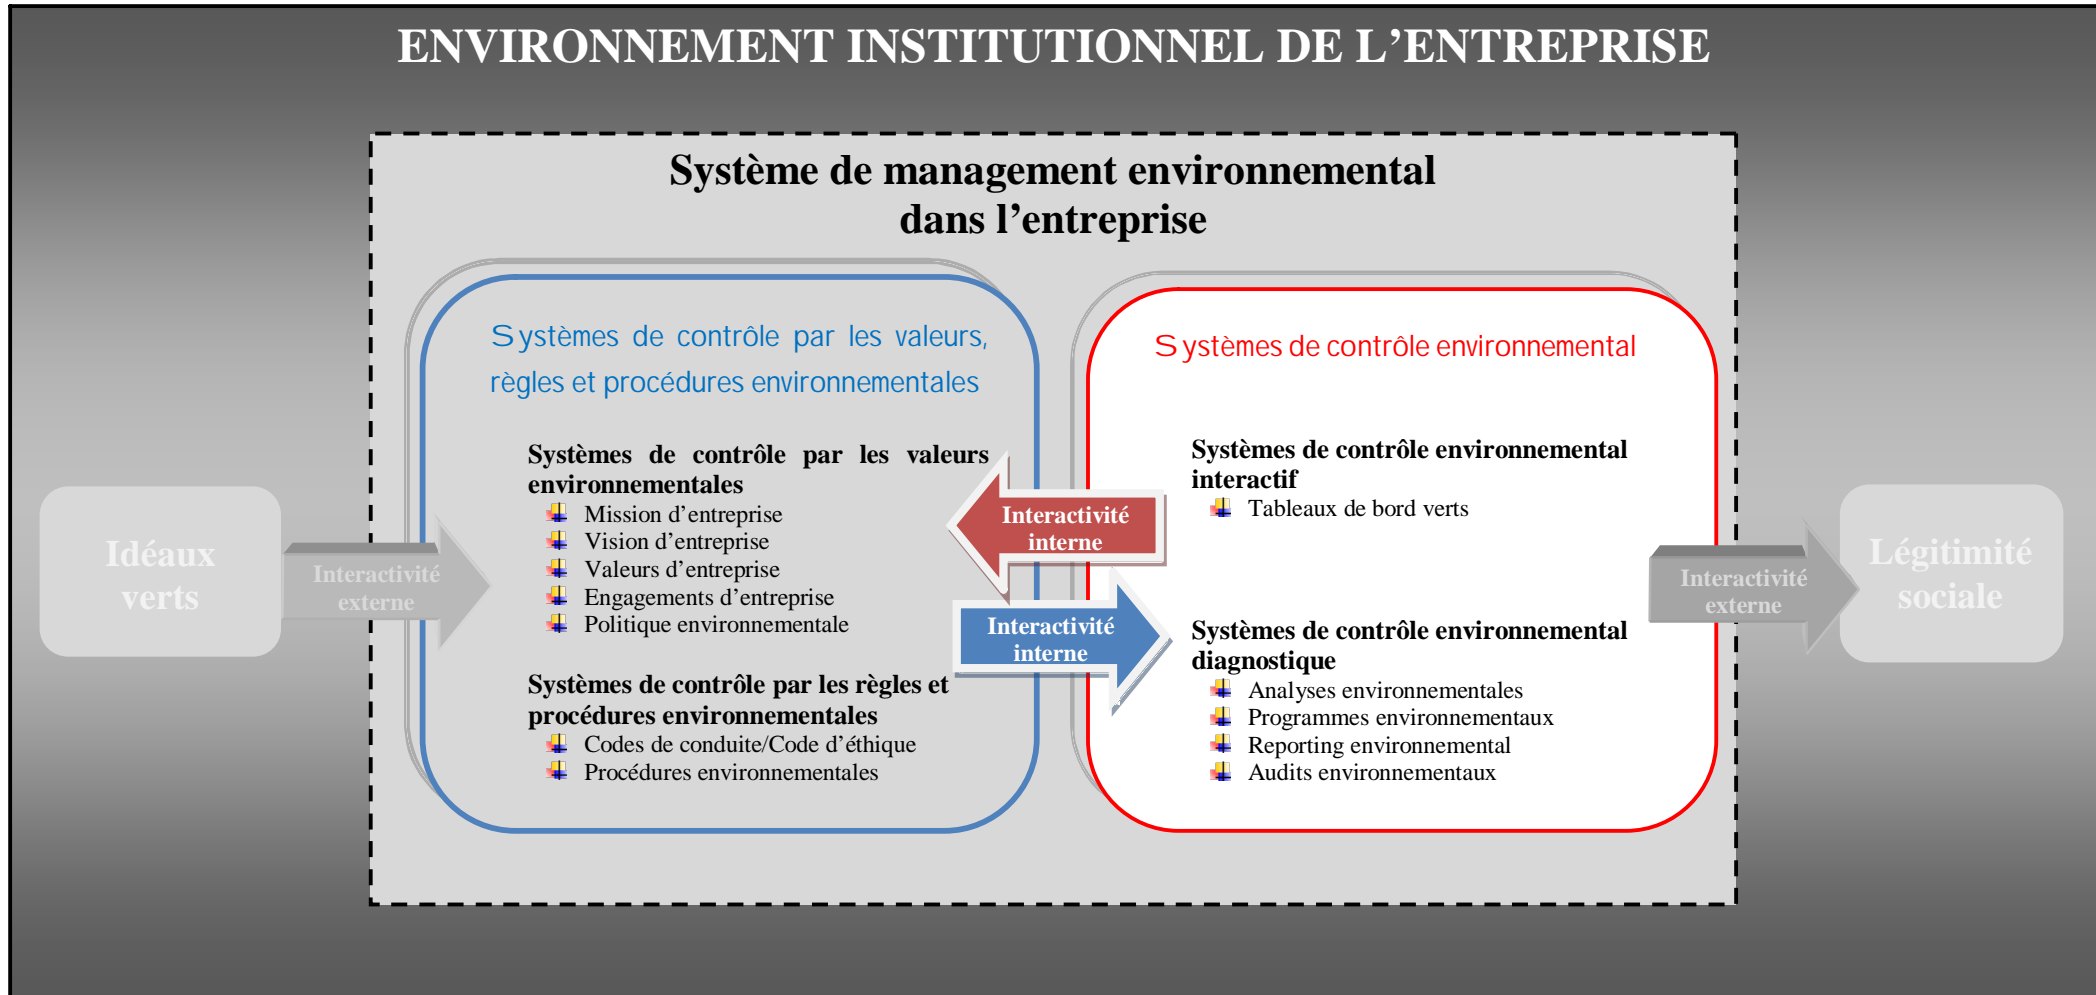 ENVIRONNEMENT INSTITUTIONNEL DE L’ENTREPRISE
Système de management environnemental
dans l’entreprise
Idéaux
verts
Interactivité
externe
Systèmes de contrôle par les valeurs,
règles et procédures environnementales
Systèmes de contrôle par les valeurs
environnementales
Mission d’entreprise
Vision d’entreprise
Valeurs d’entreprise
Engagements d’entreprise
Politique environnementale
Systèmes de contrôle par les règles et
procédures environnementales
Codes de conduite/Code d’éthique
Procédures environnementales
Interactivité
interne
Interactivité
interne
Systèmes de contrôle environnemental
Systèmes de contrôle environnemental
interactif
Tableaux de bord verts
Systèmes de contrôle environnemental
diagnostique
Analyses environnementales
Programmes environnementaux
Reporting environnemental
Audits environnementaux
Interactivité
externe
Légitimité
sociale